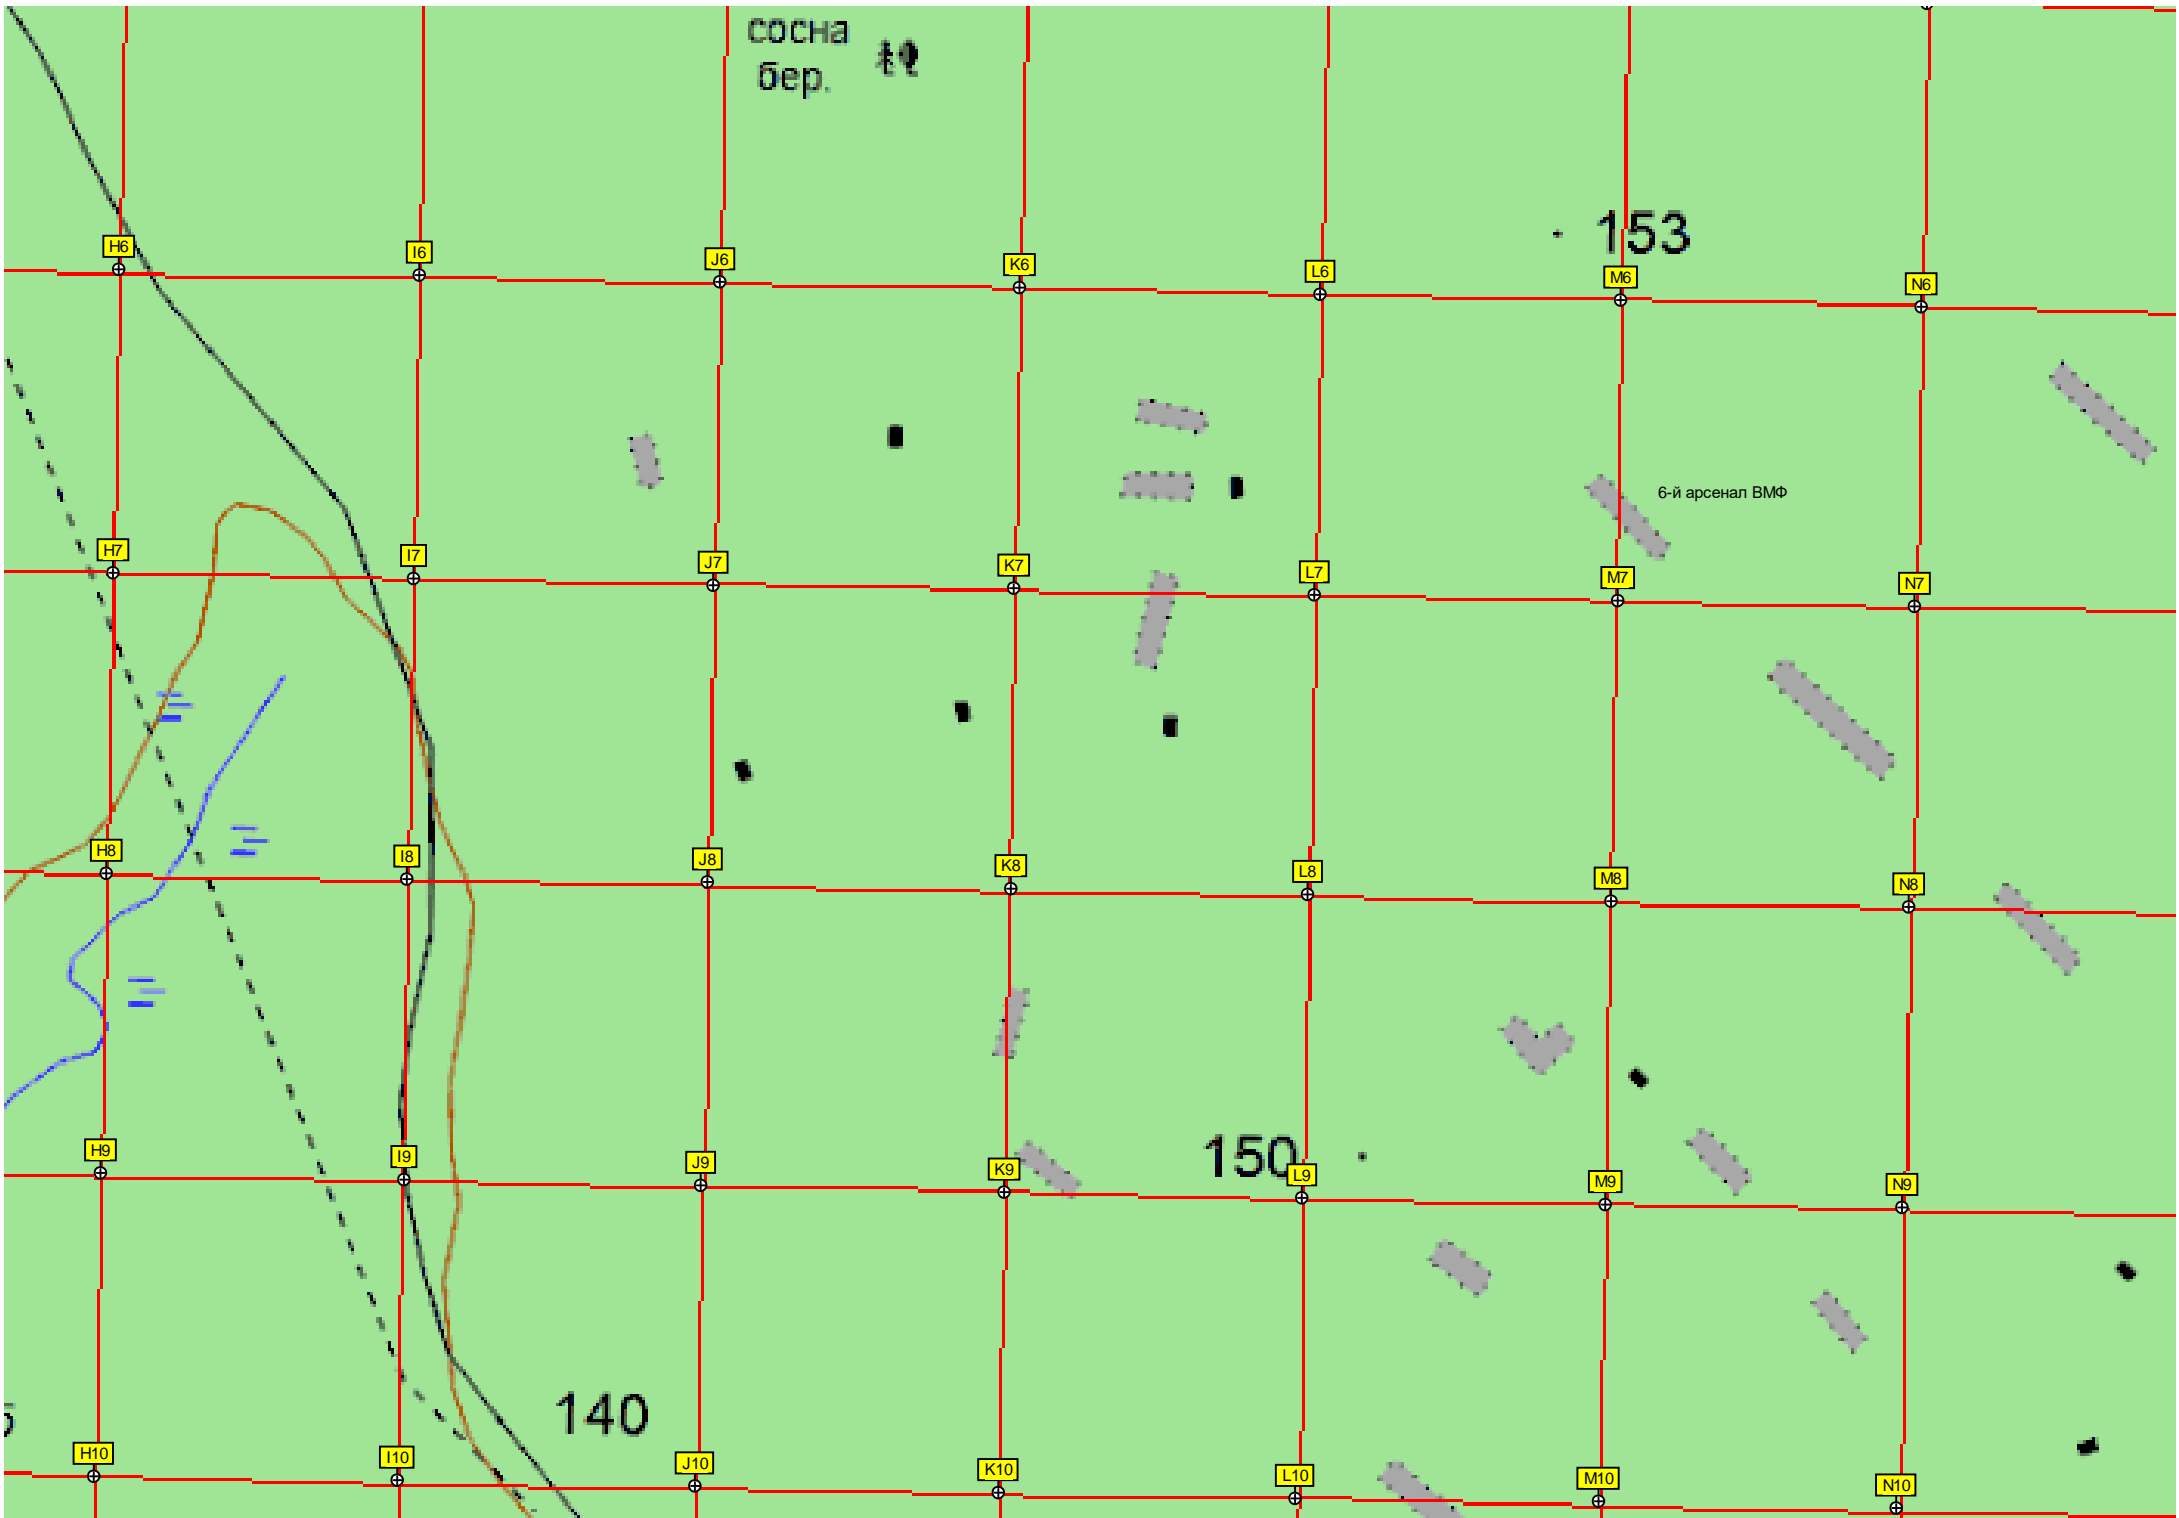 сосна
бер.
153
H6 I6 J6 K6 L6 M6 N6
6-й арсенал ВМФ
H7 I7 J7 K7 L7 M7 N7
H8 I8 J8 K8 L8 M8 N8
150
H9 I9 J9 K9 L9 M9 N9
140
H10 I10 J10 K10 L10 M10 N10